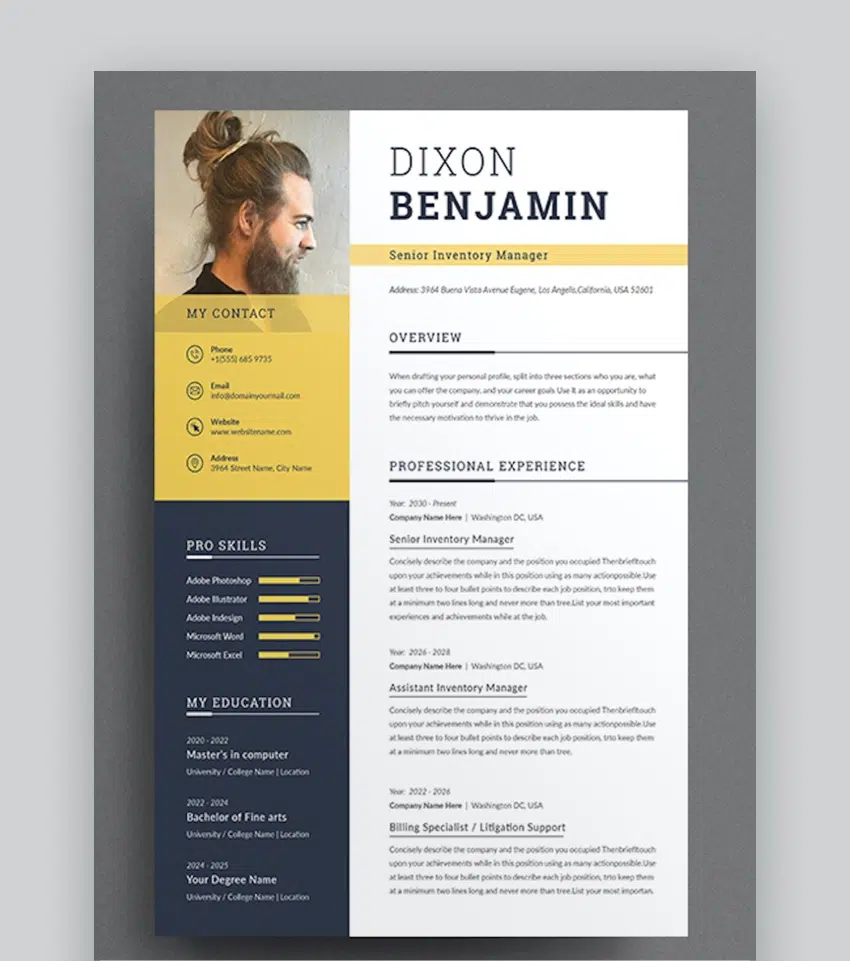 DIXON
BENJAMIN
Senior Inventory Manager
Address: 3964 Buena Vista Avenue Eugene, Los Angells,California, USA 52601
MY CONTACT
Phone
+1(555) 685 9735
Email
info@domainyourmail.com
Website
www.websitename.com
Address
3964 Street Name, City Name
PRO SKILLS
Adobe Photoshop
Adobe Illustrator
Adobe Indesign
Microsoft Word
Microsoft Excel
MY EDUCATION
2020 - 2022
Master's in computer
University / College Name | Location
2022 - 2024
Bachelor of Fine arts
University / College Name | Location
2024 - 2025
Your Degree Name
University / College Name | Location
OVERVIEW
When drafting your personal profile, split into three sections who you are, what
you can offer the company, and your career goals Use it as an opportunity to
briefly pitch yourself and demonstrate that you possess the ideal skills and have
the necessary motivation to thrive in the job.
PROFESSIONAL EXPERIENCE
Year: 2030 - Present
Company Name Here | Washington DC, USA
Senior Inventory Manager
Concisely describe the company and the position you occupied Thenbriefltouch
upon your achievements while in this position using as many actionpossible.Use
at least three to four bullet points to describe each job position, trto keep them
at a minimum two lines long and never more than tree.List your most important
experiences and achievements while at the job.
Year: 2026 - 2028
Company Name Here | Washington DC, USA
Assistant Inventory Manager
Concisely describe the company and the position you occupied Thenbriefltouch
upon your achievements while in this position using as many actionpossible.Use
at least three to four bullet points to describe each job position, trto keep them
at a minimum two lines long and never more than tree.
Year: 2022 - 2026
Company Name Here | Washington DC, USA
Billing Specialist / Litigation Support
Concisely describe the company and the position you occupied Thenbriefltouch
upon your achievements while in this position using as many actionpossible.Use
at least three to four bullet points to describe each job position, trto keep them
at a minimum two lines long and never more than tree.List your most importan.